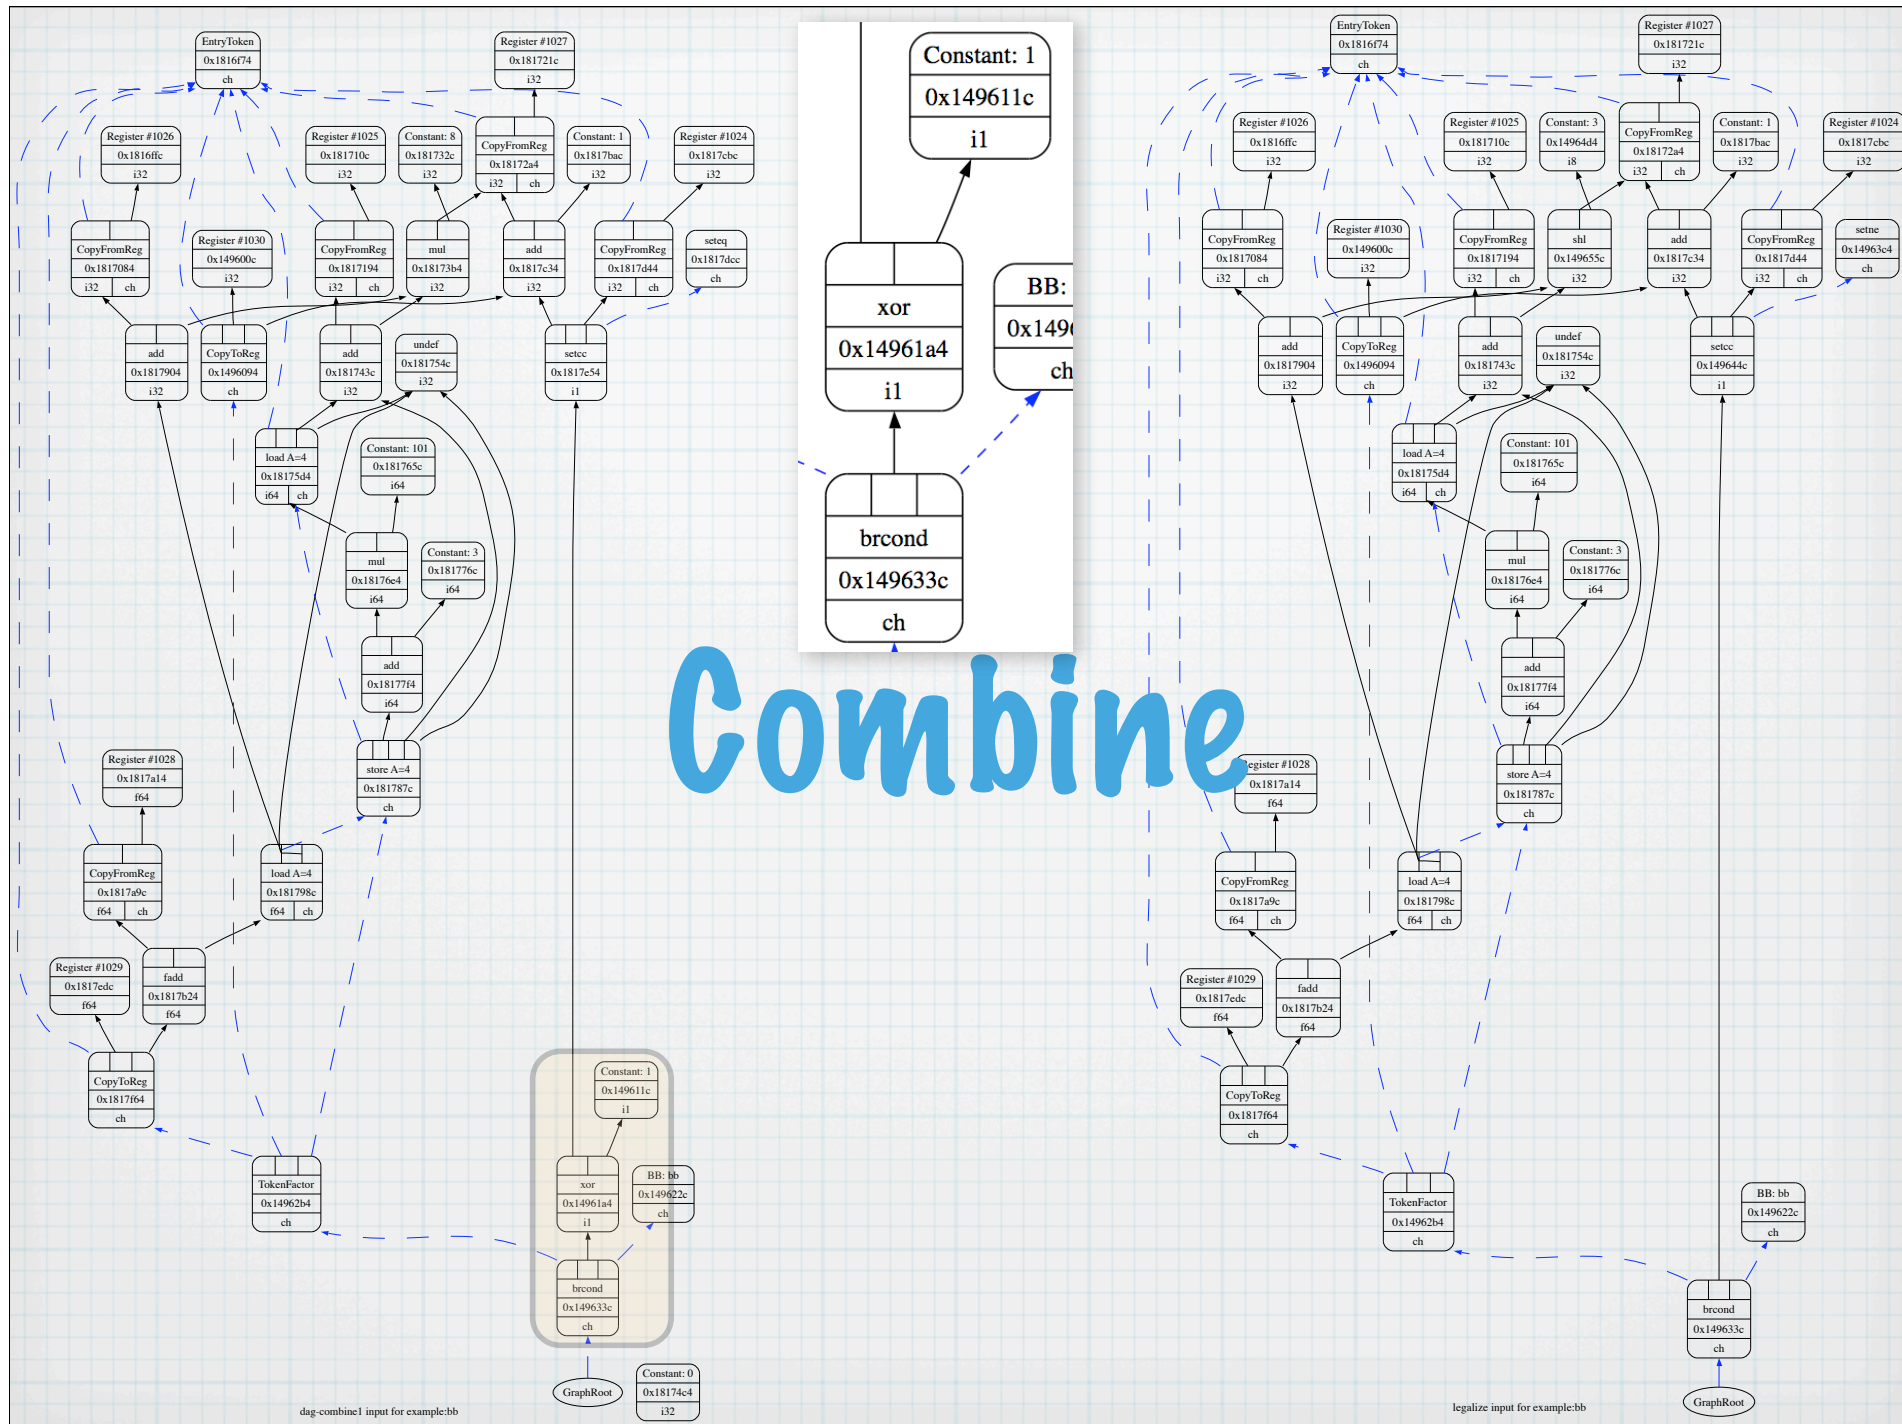 EntryToken
0x1816f74
ch
Register #1027
0x181721c
i32
Register #1026
0x1816ffc
i32
Register #1025
0x181710c
i32
Constant: 8
0x181732c
i32
CopyFromReg
0x18172a4
i32 ch
Constant: 1
0x1817bac
i32
Register #1024
0x1817cbc
i32
CopyFromReg
0x1817084
i32 ch
Register #1030
0x149600c
i32
CopyFromReg
0x1817194
i32 ch
mul
0x18173b4
i32
add
0x1817c34
i32
CopyFromReg
0x1817d44
i32 ch
seteq
0x1817dcc
ch
add
0x1817904
i32
CopyToReg
0x1496094
ch
add
0x181743c
i32
undef
0x181754c
i32
setcc
0x1817e54
i1
load A=4
0x18175d4
i64 ch
Constant: 101
0x181765c
i64
mul
0x18176e4
i64
Constant: 3
0x181776c
i64
add
0x18177f4
i64
store A=4
0x181787c
ch
Register #1028
0x1817a14
f64
CopyFromReg
0x1817a9c
f64 ch
load A=4
0x181798c
f64 ch
Register #1029
0x1817edc
f64
fadd
0x1817b24
f64
CopyToReg
0x1817f64
ch
TokenFactor
0x14962b4
ch
Constant: 1
0x149611c
i1
xor
0x14961a4
i1
BB: bb
0x149622c
ch
brcond
0x149633c
ch
GraphRoot
Constant: 0
0x18174c4
i32
dag-combine1 input for example:bb
Constant: 1
0x149611c
i1
xor
0x14961a4
i1
BB:
0x1496
ch
brcond
0x149633c
ch
Combine
EntryToken
0x1816f74
ch
Register #1027
0x181721c
i32
Register #1026
0x1816ffc
i32
Register #1025
0x181710c
i32
Constant: 3
0x14964d4
i8
CopyFromReg
0x18172a4
i32 ch
Constant: 1
0x1817bac
i32
Register #1024
0x1817cbc
i32
CopyFromReg
0x1817084
i32 ch
Register #1030
0x149600c
i32
CopyFromReg
0x1817194
i32 ch
shl
0x149655c
i32
add
0x1817c34
i32
CopyFromReg
0x1817d44
i32 ch
setne
0x14963c4
ch
add
0x1817904
i32
CopyToReg
0x1496094
ch
add
0x181743c
i32
undef
0x181754c
i32
setcc
0x149644c
i1
load A=4
0x18175d4
i64 ch
Constant: 101
0x181765c
i64
mul
0x18176e4
i64
Constant: 3
0x181776c
i64
add
0x18177f4
i64
store A=4
0x181787c
ch
egister #1028
0x1817a14
f64
CopyFromReg
0x1817a9c
f64 ch
load A=4
0x181798c
f64 ch
Register #1029
0x1817edc
f64
fadd
0x1817b24
f64
CopyToReg
0x1817f64
ch
TokenFactor
0x14962b4
ch
BB: bb
0x149622c
ch
brcond
0x149633c
ch
GraphRoot
legalize input for example:bb